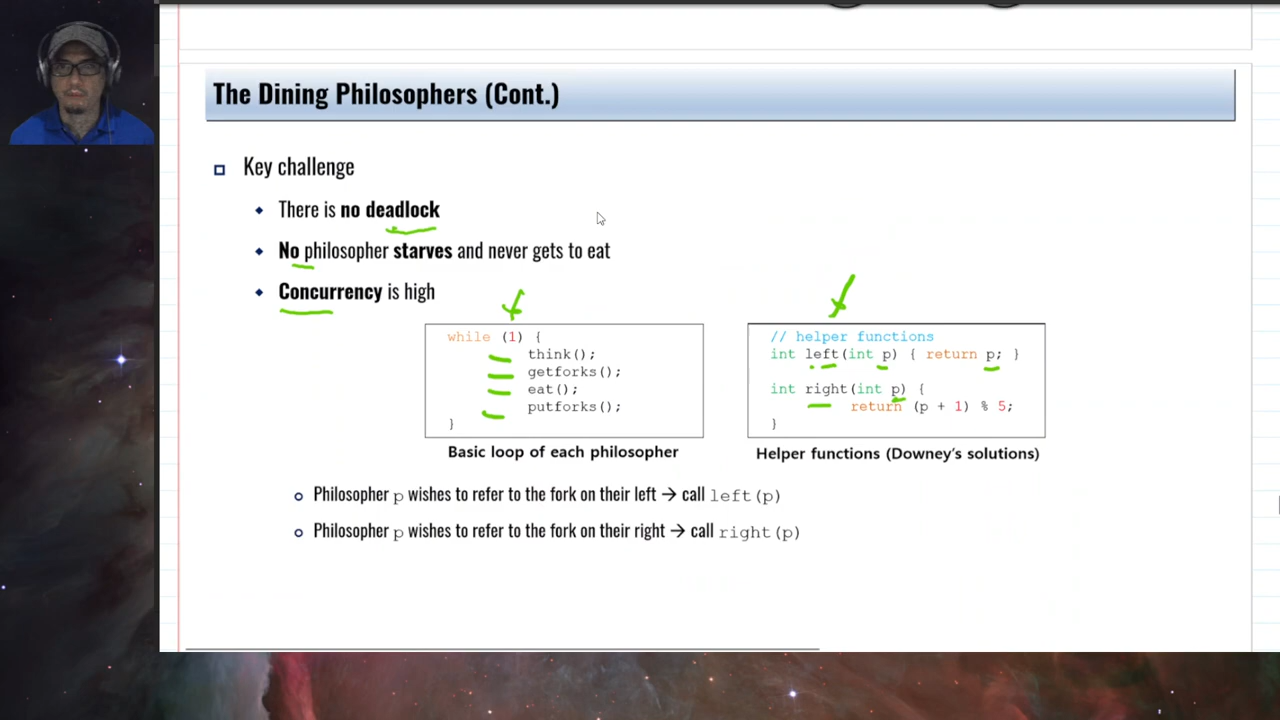 The Dining Philosophers (Cont.)
Key challenge
There is no deadlock
No philosopher starves and never gets to eat
Concurrency is high
while (1) {
think();
getforks();
eat();
putforks();
}
Basic loop of each philosopher
// helper functions
int left(int p) { return p; }
int right(int p) {
return (p + 1) % 5;
}
Helper functions (Downey's solutions)
Philosopher p wishes to refer to the fork on their left → call left(p)
Philosopher p wishes to refer to the fork on their right → call right(p)